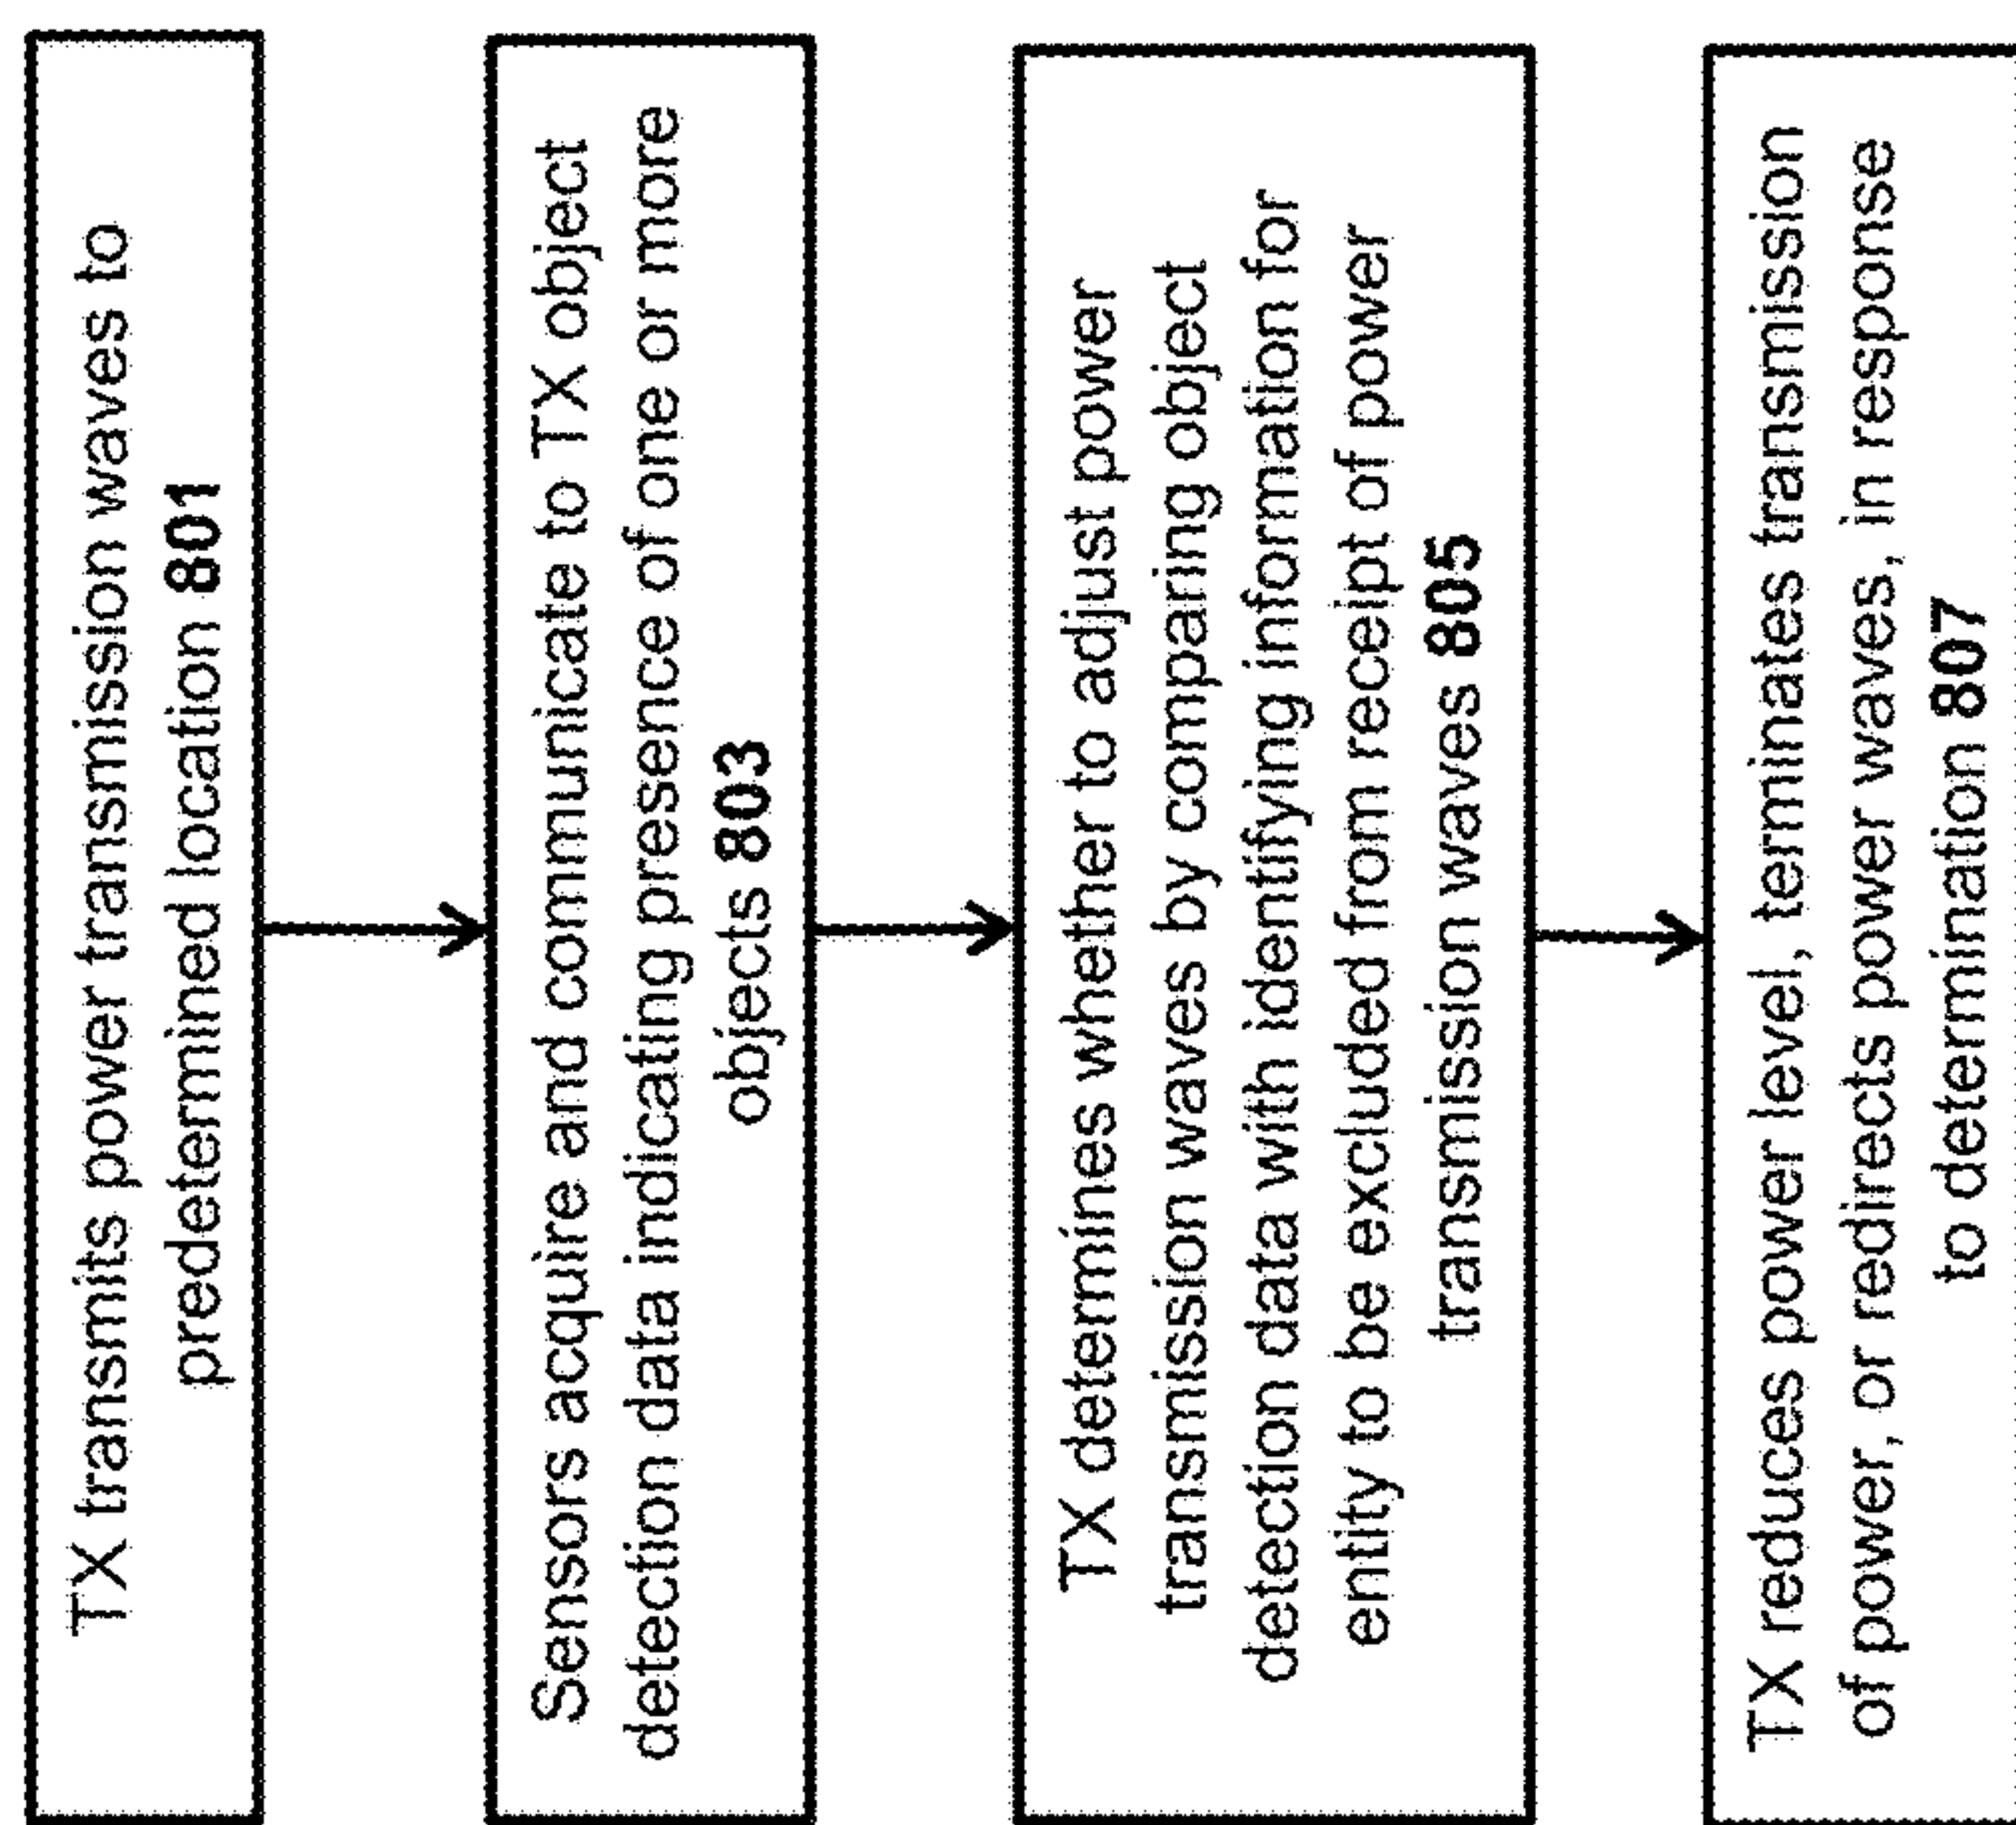 TX transmits power transmission waves to
predetermined location 801
Sensors acquire and communicate to TX object
detection data indicating presence of one or more
objects 803
TX determines whether to adjust power
transmission waves by comparing object
detection data with identifying information for
entity to be excluded from receipt of power
transmission waves 805
TX reduces power level, terminates transmission
of power, or redirects power waves, in response
to determination 807